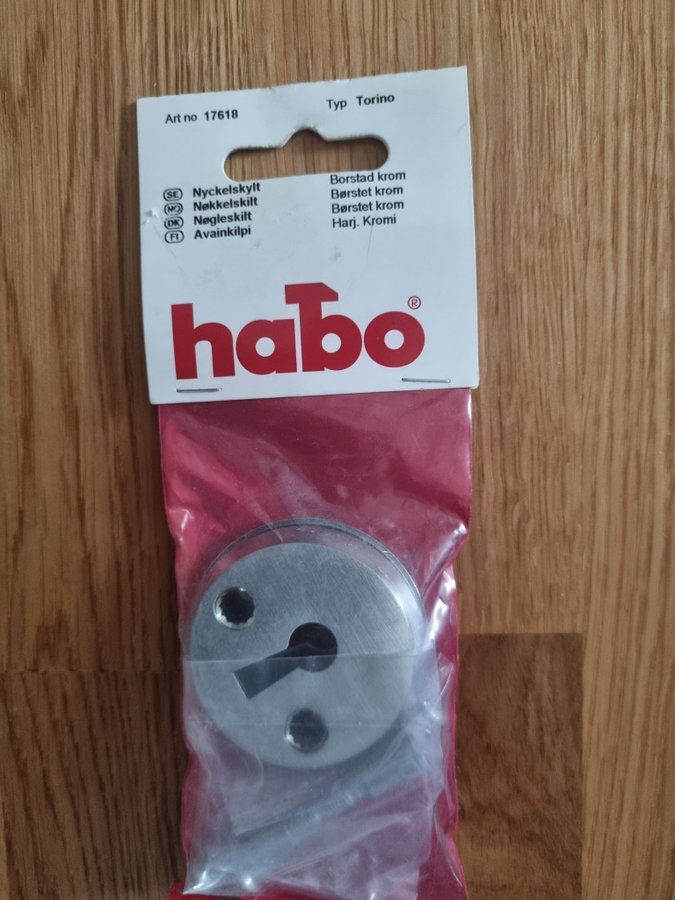 Art no 17618 Typ Torino
SE Nyckelskylt Borstad krom
NO Nøkkelskilt Børstet krom
DK Nøgleskilt Børstet krom
FI Avainkilpi Harj. Kromi
habo®